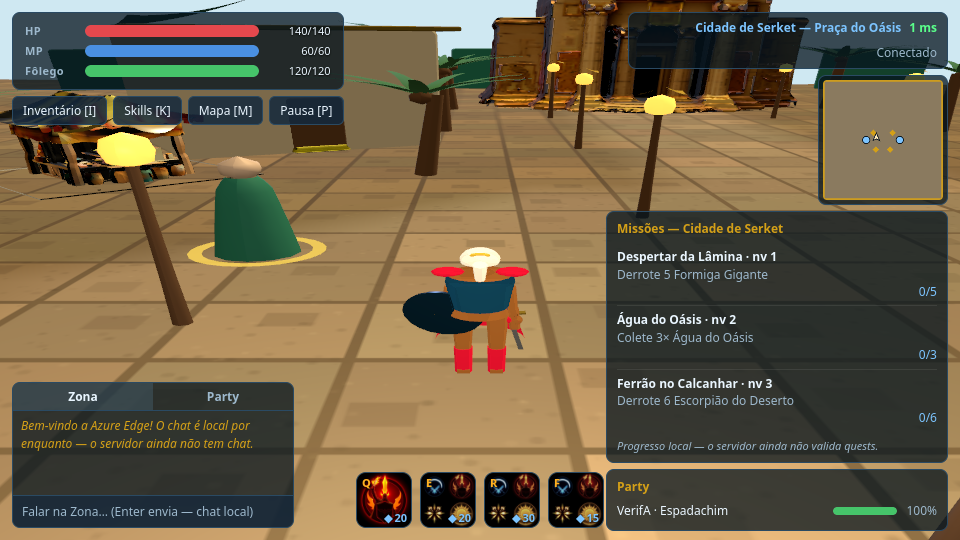 HP 140/140
MP 60/60
Fôlego 120/120
Inventário [I] Skills [K] Mapa [M] Pausa [P]
Cidade de Serket — Praça do Oásis 1 ms
Conectado
Missões — Cidade de Serket
Despertar da Lâmina · nv 1
Derrote 5 Formiga Gigante
0/5
Água do Oásis · nv 2
Colete 3× Água do Oásis
0/3
Ferrão no Calcanhar · nv 3
Derrote 6 Escorpião do Deserto
0/6
Progresso local — o servidor ainda não valida quests.
Zona Party
Bem-vindo a Azure Edge! O chat é local por
enquanto — o servidor ainda não tem chat.
Falar na Zona... (Enter envia — chat local)
Q E R F
20 20 30 15
Party
VerifA · Espadachim 100%